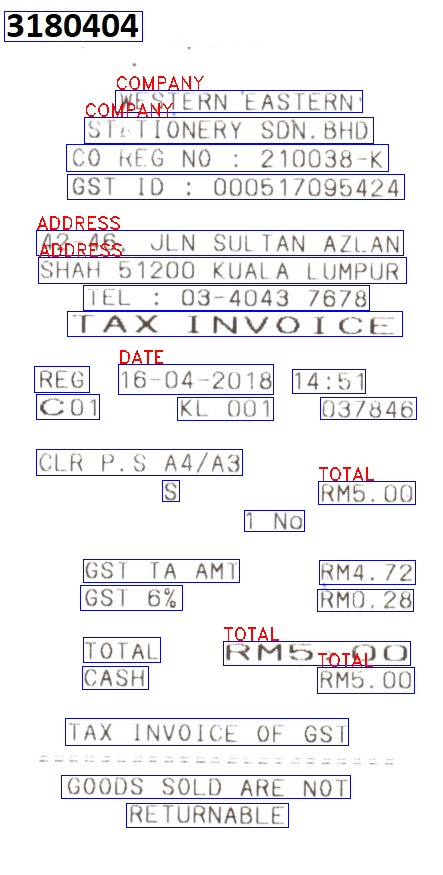 3180404
COMPANY
WESTERN EASTERN
COMPANY
STATIONERY SDN.BHD
CO REG NO : 210038-K
GST ID : 000517095424
ADDRESS
42-46, JLN SULTAN AZLAN
ADDRESS
SHAH 51200 KUALA LUMPUR
TEL : 03-4043 7678
TAX INVOICE
DATE
REG 16-04-2018 14:51
C01 KL 001 037846
CLR P.S A4/A3
TOTAL
S RM5.00
1 No
GST TA AMT RM4.72
GST 6% RM0.28
TOTAL
TOTAL RM5.00
TOTAL
CASH RM5.00
TAX INVOICE OF GST
GOODS SOLD ARE NOT
RETURNABLE